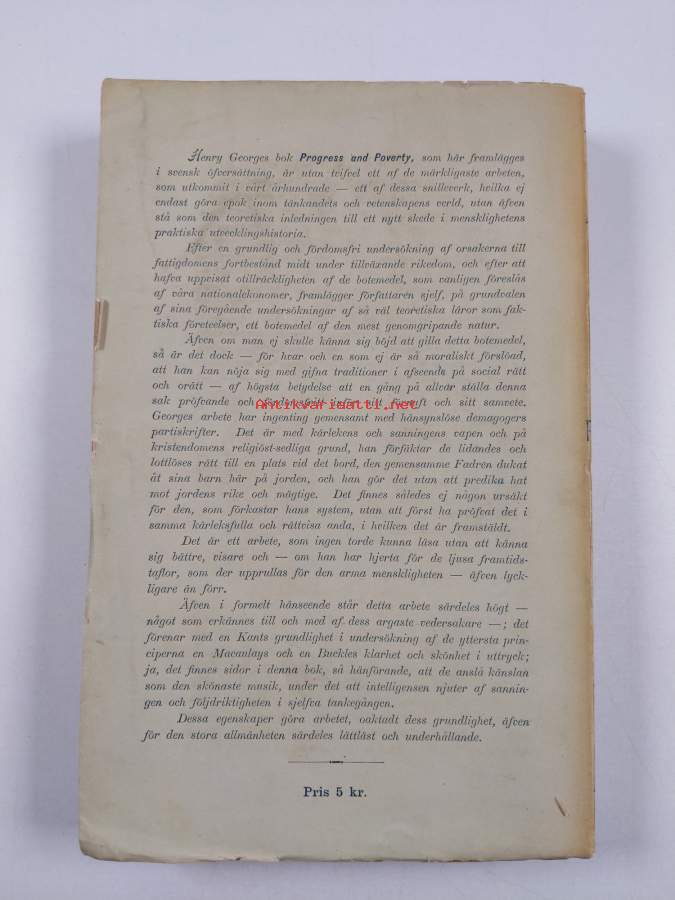 Henry Georges bok Progress and Poverty, som här framlägges
i svensk öfversättning, är utan tvifvel ett af de märkligaste arbeten,
som utkommit i vårt århundrade — ett af dessa snilleverk, hvilka ej
endast göra epok inom tänkandets och vetenskapens verld, utan äfven
stå som den teoretiska inledningen till ett nytt skede i mensklighetens
praktiska utvecklingshistoria.
Efter en grundlig och fördomsfri undersökning af orsakerna till
fattigdomens fortbestånd midt under tillväxande rikedom, och efter att
hafva uppvisat otillräckligheten af de botemedel, som vanligen föreslås
af våra nationalekonomer, framlägger författaren sjelf, på grundvalen
af sina föregående undersökningar af så väl teoretiska läror som fak-
tiska företeelser, ett botemedel af den mest genomgripande natur.
Äfven om man ej skulle känna sig böjd att gilla detta botemedel,
så är det dock — för hvar och en som ej är så moraliskt förslöad,
att han kan nöja sig med gifna traditioner i afseende på social rätt
och orätt — af högsta betydelse att en gång på allvar ställa denna
sak pröfvande och fördomsfritt inför sitt förnuft och sitt samvete.
Antikvariaatti.net
Georges arbete har ingenting gemensamt med hänsynslöse demagogers
partiskrifter. Det är med kärlekens och sanningens vapen och på
kristendomens religiöst-sedliga grund, han förfäktar de lidandes och
lottlöses rätt till en plats vid det bord, den gemensamme Fadren dukat
åt sina barn här på jorden, och han gör det utan att predika hat
mot jordens rike och mägtige. Det finnes således ej någon ursäkt
för den, som förkastar hans system, utan att först ha pröfvat det i
samma kärleksfulla och rättvisa anda, i hvilken det är framstäldt.
Det är ett arbete, som ingen torde kunna läsa utan att känna
sig bättre, visare och — om han har hjerta för de ljusa framtids-
taflor, som der upprullas för den arma menskligheten — äfven lyck-
ligare än förr.
Äfven i formelt hänseende står detta arbete särdeles högt —
något som erkännes till och med af dess argaste vedersakare —; det
förenar med en Kants grundlighet i undersökning af de yttersta prin-
ciperna en Macaulays och en Buckles klarhet och skönhet i uttryck;
ja, det finnes sidor i denna bok, så hänförande, att de anslå känslan
som den skönaste musik, under det att intelligensen njuter af sannin-
gen och följdriktigheten i sjelfva tankegången.
Dessa egenskaper göra arbetet, oaktadt dess grundlighet, äfven
för den stora allmänheten särdeles lättläst och underhållande.
Pris 5 kr.